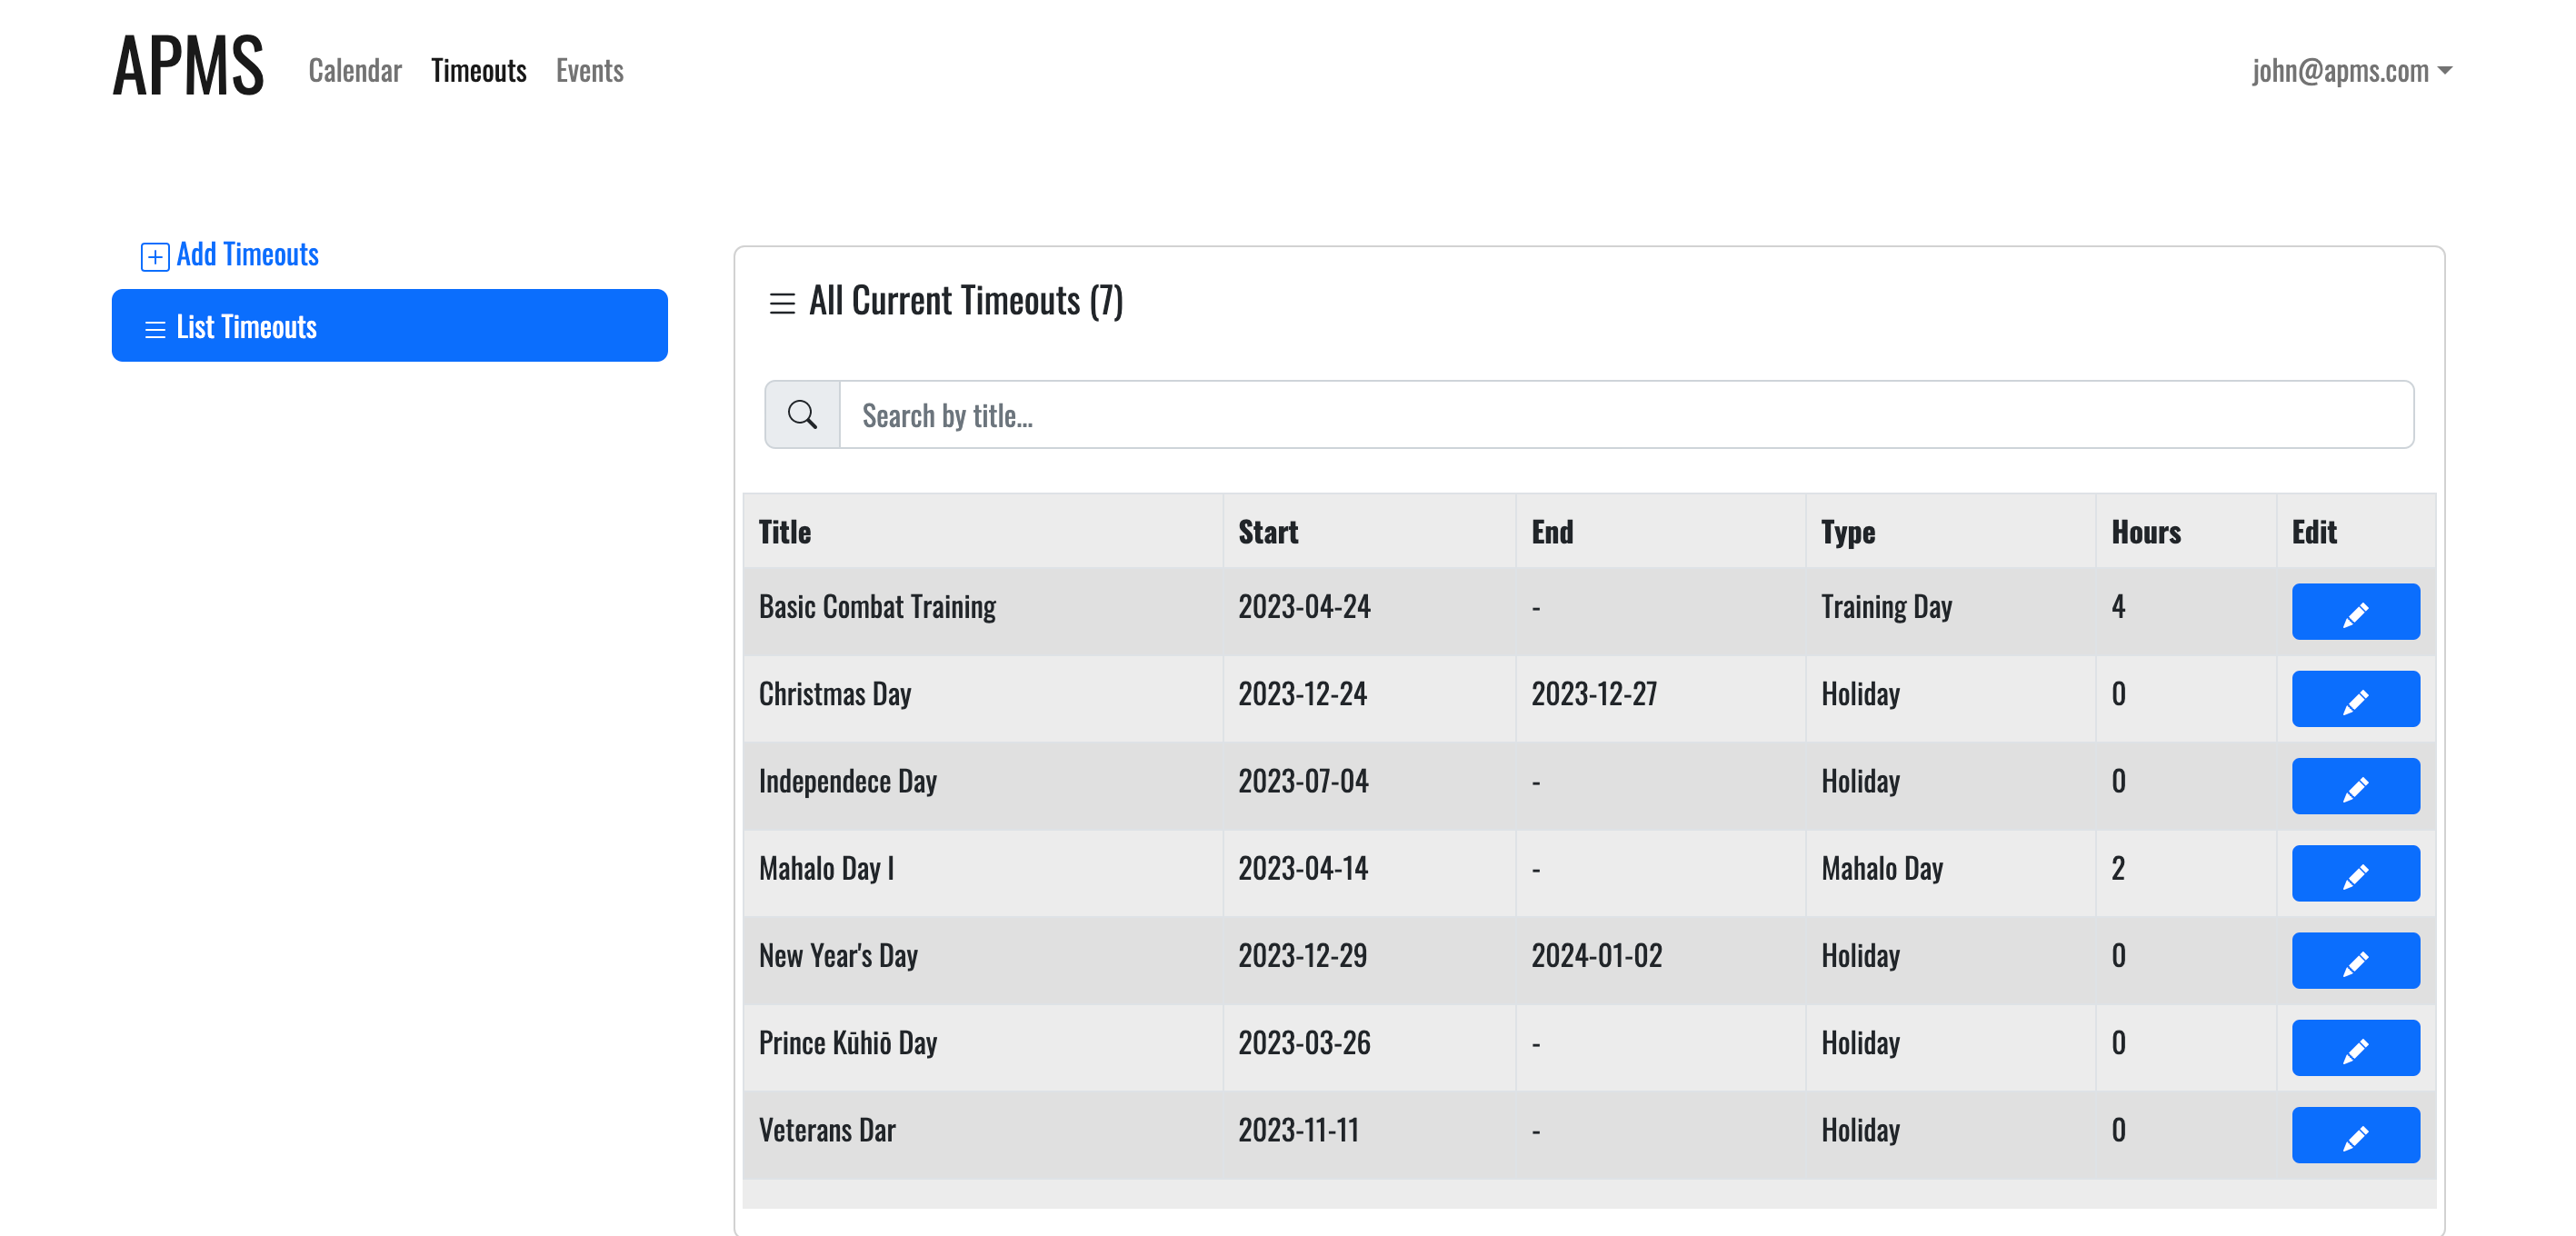 APMS Calendar Timeouts Events john@apms.com
Add Timeouts
List Timeouts
All Current Timeouts (7)
Search by title...
Title Start End Type Hours Edit
Basic Combat Training 2023-04-24 - Training Day 4
Christmas Day 2023-12-24 2023-12-27 Holiday 0
Independece Day 2023-07-04 - Holiday 0
Mahalo Day I 2023-04-14 - Mahalo Day 2
New Year's Day 2023-12-29 2024-01-02 Holiday 0
Prince Kūhiō Day 2023-03-26 - Holiday 0
Veterans Dar 2023-11-11 - Holiday 0